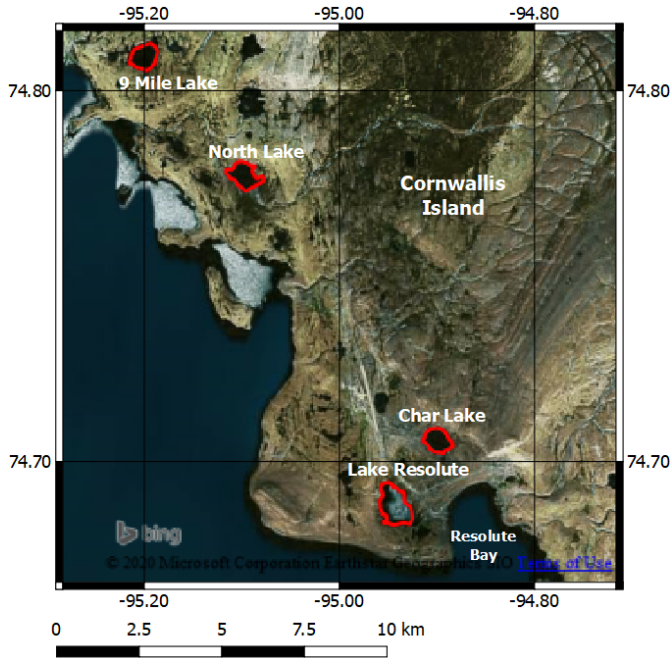 -95.20 -95.00 -94.80
9 Mile Lake
74.80 74.80
North Lake
Cornwallis
Island
Char Lake
74.70 74.70
Lake Resolute
Resolute
Bay
bing
© 2020 Microsoft Corporation Earthstar Geographics SIO Terms of Use
-95.20 -95.00 -94.80
0 2.5 5 7.5 10 km